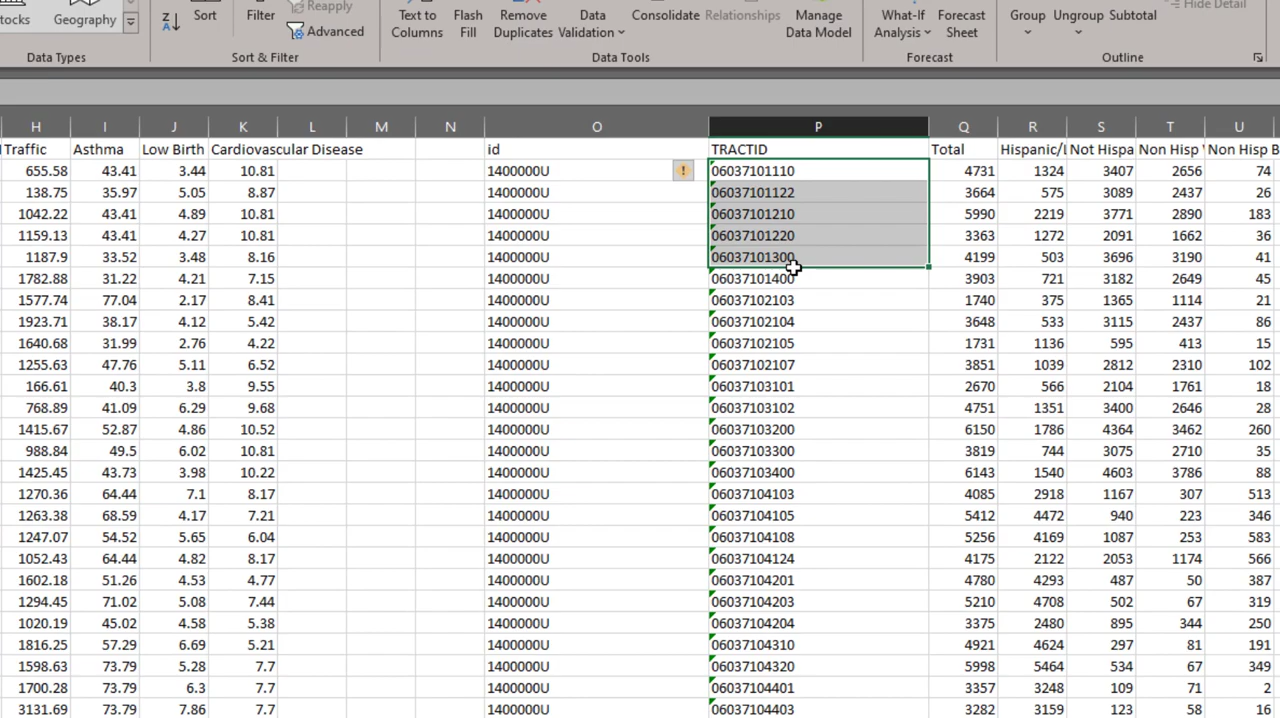 tocks Geography Sort Filter Reapply Advanced Text to Columns Flash Fill Remove Duplicates Data Validation Consolidate Relationships Manage Data Model What-If Analysis Forecast Sheet Group Ungroup Subtotal Hide Detail
Data Types Sort & Filter Data Tools Forecast Outline
H I J K L M N O P Q R S T U
Traffic Asthma Low Birth Cardiovascular Disease id TRACTID Total Hispanic/L Not Hispa Non Hisp Non Hisp B
655.58 43.41 3.44 10.81 1400000U 06037101110 4731 1324 3407 2656 74
138.75 35.97 5.05 8.87 1400000U 06037101122 3664 575 3089 2437 26
1042.22 43.41 4.89 10.81 1400000U 06037101210 5990 2219 3771 2890 183
1159.13 43.41 4.27 10.81 1400000U 06037101220 3363 1272 2091 1662 36
1187.9 33.52 3.48 8.16 1400000U 06037101300 4199 503 3696 3190 41
1782.88 31.22 4.21 7.15 1400000U 06037101400 3903 721 3182 2649 45
1577.74 77.04 2.17 8.41 1400000U 06037102103 1740 375 1365 1114 21
1923.71 38.17 4.12 5.42 1400000U 06037102104 3648 533 3115 2437 86
1640.68 31.99 2.76 4.22 1400000U 06037102105 1731 1136 595 413 15
1255.63 47.76 5.11 6.52 1400000U 06037102107 3851 1039 2812 2310 102
166.61 40.3 3.8 9.55 1400000U 06037103101 2670 566 2104 1761 18
768.89 41.09 6.29 9.68 1400000U 06037103102 4751 1351 3400 2646 28
1415.67 52.87 4.86 10.52 1400000U 06037103200 6150 1786 4364 3462 260
988.84 49.5 6.02 10.81 1400000U 06037103300 3819 744 3075 2710 35
1425.45 43.73 3.98 10.22 1400000U 06037103400 6143 1540 4603 3786 88
1270.36 64.44 7.1 8.17 1400000U 06037104103 4085 2918 1167 307 513
1263.38 68.59 4.17 7.21 1400000U 06037104105 5412 4472 940 223 346
1247.07 54.52 5.65 6.04 1400000U 06037104108 5256 4169 1087 253 583
1052.43 64.44 4.82 8.17 1400000U 06037104124 4175 2122 2053 1174 566
1602.18 51.26 4.53 4.77 1400000U 06037104201 4780 4293 487 50 387
1294.45 71.02 5.08 7.44 1400000U 06037104203 5210 4708 502 67 319
1020.19 45.02 4.58 5.38 1400000U 06037104204 3375 2480 895 344 250
1816.25 57.29 6.69 5.21 1400000U 06037104310 4921 4624 297 81 191
1598.63 73.79 5.28 7.7 1400000U 06037104320 5998 5464 534 67 349
1700.28 73.79 6.3 7.7 1400000U 06037104401 3357 3248 109 71 2
3131.69 73.79 7.86 7.7 1400000U 06037104403 3282 3159 123 58 16